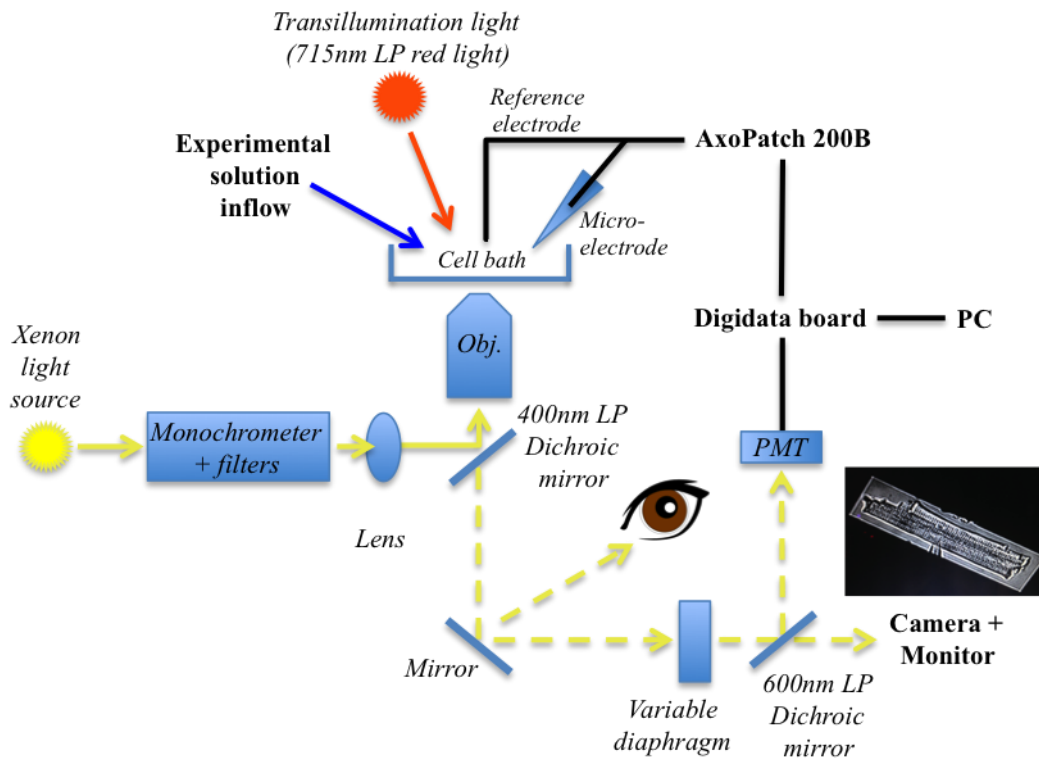 Transillumination light
(715nm LP red light)
Reference
electrode
AxoPatch 200B
Experimental
solution
inflow
Micro-
electrode
Cell bath
Digidata board
PC
Xenon
light
source
Obj.
400nm LP
Dichroic
mirror
Monochrometer
+ filters
PMT
Lens
Mirror
Camera +
Monitor
Variable
diaphragm
600nm LP
Dichroic
mirror